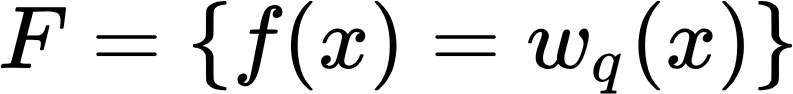 F = {f(x) = w_q(x)}